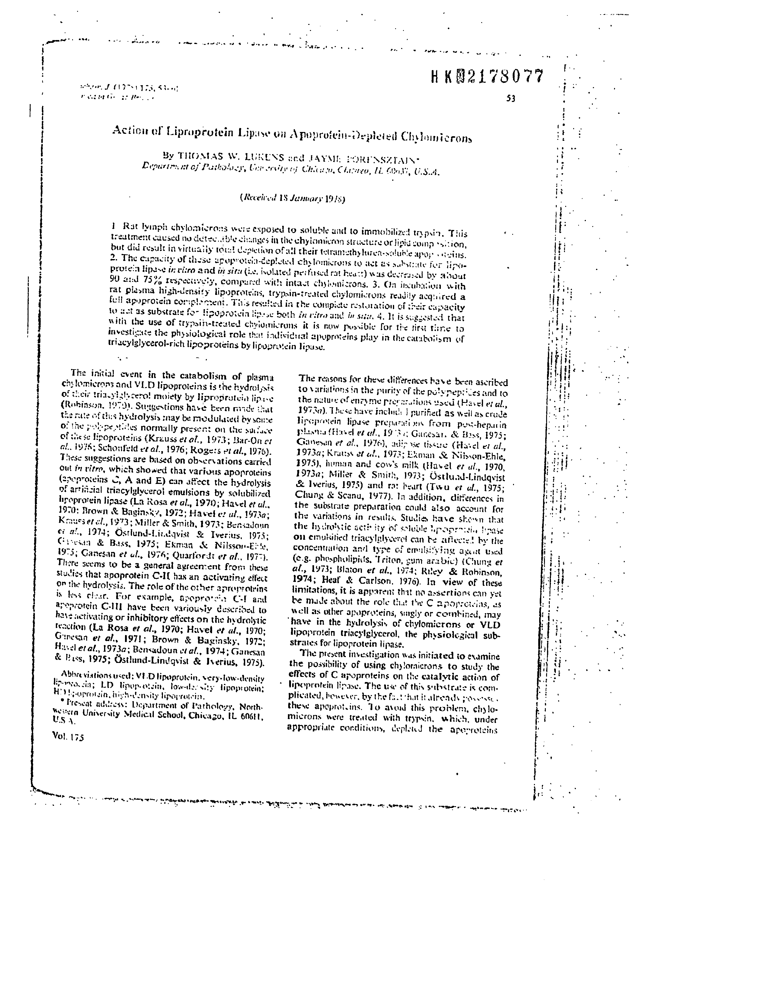 HK 2178077
53
Action of Lipoprotein Lipase on Apoprotein-Depleted Chylomicrons
By THOMAS W. LUKENS and JAYME BORENSZTAJN*
Department of Pathology, University of Chicago, Chicago, IL 60637, U.S.A.
(Received 18 January 1978)
1. Rat lymph chylomicrons were exposed to soluble and to immobilized trypsin. This
treatment caused no detectable changes in the chylomicron structure or lipid composition,
but did result in virtually total depletion of all their tetramethylurea-soluble apoproteins.
2. The capacity of these apoprotein-depleted chylomicrons to act as substrate for lipo-
protein lipase in vitro and in situ (i.e. isolated perfused rat heart) was decreased by about
90 and 75% respectively, compared with intact chylomicrons. 3. On incubation with
rat plasma high-density lipoproteins, trypsin-treated chylomicrons readily acquired a
full apoprotein complement. This resulted in the complete restoration of their capacity
to act as substrate for lipoprotein lipase both in vitro and in situ. 4. It is suggested that
with the use of trypsin-treated chylomicrons it is now possible for the first time to
investigate the physiological role that individual apoproteins play in the catabolism of
triacylglycerol-rich lipoproteins by lipoprotein lipase.
The initial event in the catabolism of plasma
chylomicrons and VLD lipoproteins is the hydrolysis
of their triacylglycerol moiety by lipoprotein lipase
(Robinson, 1970). Suggestions have been made that
the rate of this hydrolysis may be modulated by some
of the polypeptides normally present on the surface
of these lipoproteins (Krauss et al., 1973; Bar-On et
al., 1976; Schonfeld et al., 1976; Rogers et al., 1976).
These suggestions are based on observations carried
out in vitro, which showed that various apoproteins
(apoproteins C, A and E) can affect the hydrolysis
of artificial triacylglycerol emulsions by solubilized
lipoprotein lipase (La Rosa et al., 1970; Havel et al.,
1970; Brown & Baginsky, 1972; Havel et al., 1973a;
Krauss et al., 1973; Miller & Smith, 1973; Bensadoun
et al., 1974; Östlund-Lindqvist & Iverius, 1975;
Ganesan & Bass, 1975; Ekman & Nilsson-Ehle,
1975; Ganesan et al., 1976; Quarfordt et al., 1977).
There seems to be a general agreement from these
studies that apoprotein C-II has an activating effect
on the hydrolysis. The role of the other apoproteins
is less clear. For example, apoprotein C-I and
apoprotein C-III have been variously described to
have activating or inhibitory effects on the hydrolytic
reaction (La Rosa et al., 1970; Havel et al., 1970;
Ganesan et al., 1971; Brown & Baginsky, 1972;
Havel et al., 1973a; Bensadoun et al., 1974; Ganesan
& Bass, 1975; Östlund-Lindqvist & Iverius, 1975).
Abbreviations used: VLD lipoprotein, very-low-density
lipoprotein; LD lipoprotein, low-density lipoprotein;
HD lipoprotein, high-density lipoprotein.
* Present address: Department of Pathology, North-
western University Medical School, Chicago, IL 60611,
U.S.A.
Vol. 175
The reasons for these differences have been ascribed
to variations in the purity of the polypeptides and to
the nature of enzyme preparations used (Havel et al.,
1973a). These have included purified as well as crude
lipoprotein lipase preparations from post-heparin
plasma (Havel et al., 1973a; Ganesan & Bass, 1975;
Ganesan et al., 1976), adipose tissue (Havel et al.,
1973a; Krauss et al., 1973; Ekman & Nilsson-Ehle,
1975), human and cow's milk (Havel et al., 1970,
1973a; Miller & Smith, 1973; Östlund-Lindqvist
& Iverius, 1975) and rat heart (Twu et al., 1975;
Chung & Scanu, 1977). In addition, differences in
the substrate preparation could also account for
the variations in results. Studies have shown that
the hydrolytic activity of soluble lipoprotein lipase
on emulsified triacylglycerol can be affected by the
concentration and type of emulsifying agent used
(e.g. phospholipids, Triton, gum arabic) (Chung et
al., 1973; Blaton et al., 1974; Riley & Robinson,
1974; Heaf & Carlson, 1976). In view of these
limitations, it is apparent that no assertions can yet
be made about the role that the C apoproteins, as
well as other apoproteins, singly or combined, may
have in the hydrolysis of chylomicrons or VLD
lipoprotein triacylglycerol, the physiological sub-
strates for lipoprotein lipase.
The present investigation was initiated to examine
the possibility of using chylomicrons to study the
effects of C apoproteins on the catalytic action of
lipoprotein lipase. The use of this substrate is com-
plicated, however, by the fact that it already possesses
these apoproteins. To avoid this problem, chylo-
microns were treated with trypsin, which, under
appropriate conditions, depleted the apoproteins